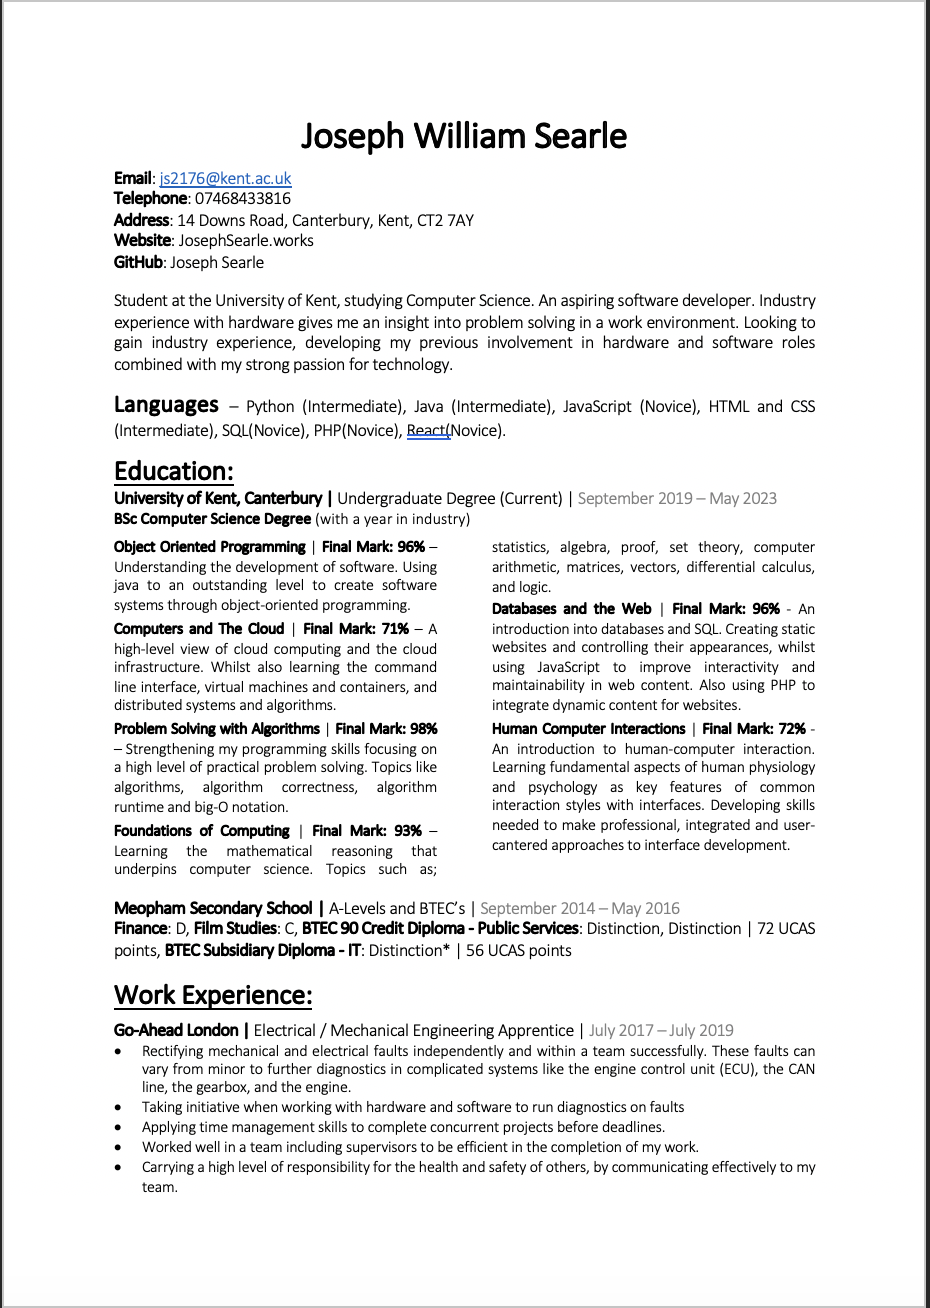 Joseph William Searle
Email: js2176@kent.ac.uk
Telephone: 07468433816
Address: 14 Downs Road, Canterbury, Kent, CT2 7AY
Website: JosephSearle.works
GitHub: Joseph Searle
Student at the University of Kent, studying Computer Science. An aspiring software developer. Industry
experience with hardware gives me an insight into problem solving in a work environment. Looking to
gain industry experience, developing my previous involvement in hardware and software roles
combined with my strong passion for technology.
Languages – Python (Intermediate), Java (Intermediate), JavaScript (Novice), HTML and CSS
(Intermediate), SQL(Novice), PHP(Novice), React(Novice).
Education:
University of Kent, Canterbury | Undergraduate Degree (Current) | September 2019 – May 2023
BSc Computer Science Degree (with a year in industry)
Object Oriented Programming | Final Mark: 96% –
Understanding the development of software. Using
java to an outstanding level to create software
systems through object-oriented programming.
Computers and The Cloud | Final Mark: 71% – A
high-level view of cloud computing and the cloud
infrastructure. Whilst also learning the command
line interface, virtual machines and containers, and
distributed systems and algorithms.
Problem Solving with Algorithms | Final Mark: 98%
– Strengthening my programming skills focusing on
a high level of practical problem solving. Topics like
algorithms, algorithm correctness, algorithm
runtime and big-O notation.
Foundations of Computing | Final Mark: 93% –
Learning the mathematical reasoning that
underpins computer science. Topics such as;
statistics, algebra, proof, set theory, computer
arithmetic, matrices, vectors, differential calculus,
and logic.
Databases and the Web | Final Mark: 96% - An
introduction into databases and SQL. Creating static
websites and controlling their appearances, whilst
using JavaScript to improve interactivity and
maintainability in web content. Also using PHP to
integrate dynamic content for websites.
Human Computer Interactions | Final Mark: 72% -
An introduction to human-computer interaction.
Learning fundamental aspects of human physiology
and psychology as key features of common
interaction styles with interfaces. Developing skills
needed to make professional, integrated and user-
cantered approaches to interface development.
Meopham Secondary School | A-Levels and BTEC’s | September 2014 – May 2016
Finance: D, Film Studies: C, BTEC 90 Credit Diploma - Public Services: Distinction, Distinction | 72 UCAS
points, BTEC Subsidiary Diploma - IT: Distinction* | 56 UCAS points
Work Experience:
Go-Ahead London | Electrical / Mechanical Engineering Apprentice | July 2017 – July 2019
• Rectifying mechanical and electrical faults independently and within a team successfully. These faults can
vary from minor to further diagnostics in complicated systems like the engine control unit (ECU), the CAN
line, the gearbox, and the engine.
• Taking initiative when working with hardware and software to run diagnostics on faults
• Applying time management skills to complete concurrent projects before deadlines.
• Worked well in a team including supervisors to be efficient in the completion of my work.
• Carrying a high level of responsibility for the health and safety of others, by communicating effectively to my
team.